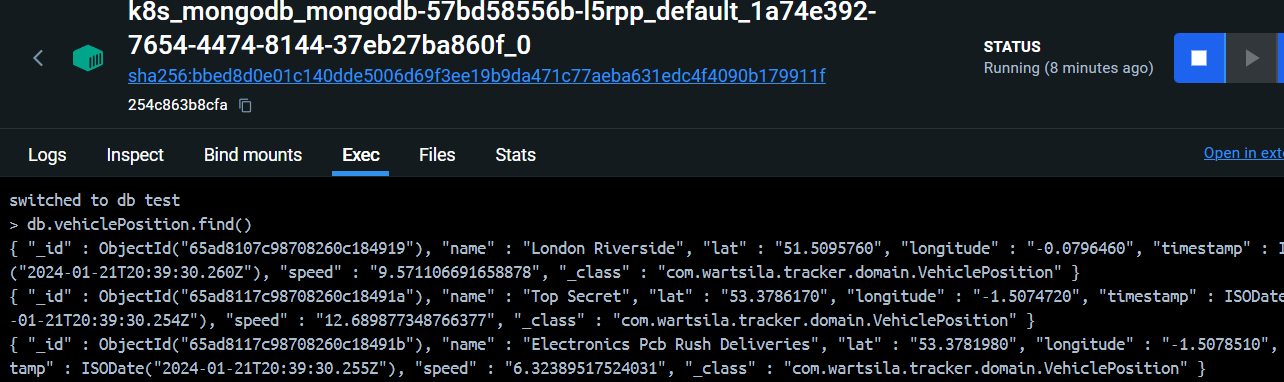 k8s_mongodb_mongodb-57bd58556b-l5rpp_default_1a74e392-
7654-4474-8144-37eb27ba860f_0
sha256:bbed8d0e01c140dde5006d69f3ee19b9da471c77aeba631edc4f4090b179911f
254c863b8cfa
STATUS
Running (8 minutes ago)
Logs Inspect Bind mounts Exec Files Stats
Open in exte
switched to db test
> db.vehiclePosition.find()
{ "_id" : ObjectId("65ad8107c98708260c184919"), "name" : "London Riverside", "lat" : "51.5095760", "longitude" : "-0.0796460", "timestamp" : I
("2024-01-21T20:39:30.260Z"), "speed" : "9.571106691658878", "_class" : "com.wartsila.tracker.domain.VehiclePosition" }
{ "_id" : ObjectId("65ad8117c98708260c18491a"), "name" : "Top Secret", "lat" : "53.3786170", "longitude" : "-1.5074720", "timestamp" : ISODate
-01-21T20:39:30.254Z"), "speed" : "12.689877348766377", "_class" : "com.wartsila.tracker.domain.VehiclePosition" }
{ "_id" : ObjectId("65ad8117c98708260c18491b"), "name" : "Electronics Pcb Rush Deliveries", "lat" : "53.3781980", "longitude" : "-1.5078510", "
tamp" : ISODate("2024-01-21T20:39:30.255Z"), "speed" : "6.32389517524031", "_class" : "com.wartsila.tracker.domain.VehiclePosition" }